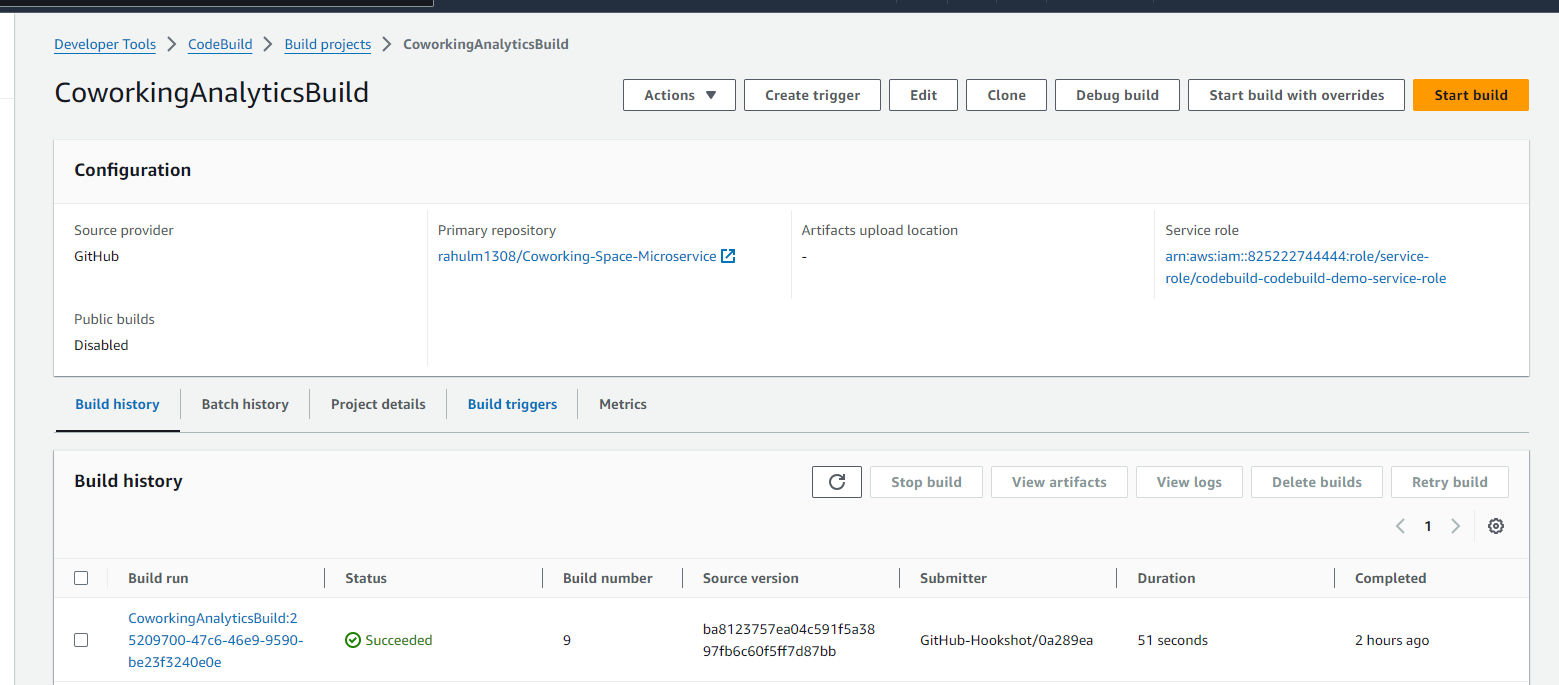 Developer Tools > CodeBuild > Build projects > CoworkingAnalyticsBuild
CoworkingAnalyticsBuild
Actions ▼ Create trigger Edit Clone Debug build Start build with overrides Start build
Configuration
Source provider
GitHub
Primary repository
rahulm1308/Coworking-Space-Microservice
Artifacts upload location
-
Service role
arn:aws:iam::825222744444:role/service-
role/codebuild-codebuild-demo-service-role
Public builds
Disabled
Build history Batch history Project details Build triggers Metrics
Build history
Stop build View artifacts View logs Delete builds Retry build
< 1 >
Build run Status Build number Source version Submitter Duration Completed
CoworkingAnalyticsBuild:2
5209700-47c6-46e9-9590-
be23f3240e0e
Succeeded
9
ba8123757ea04c591f5a38
97fb6c60f5ff7d87bb
GitHub-Hookshot/0a289ea
51 seconds
2 hours ago